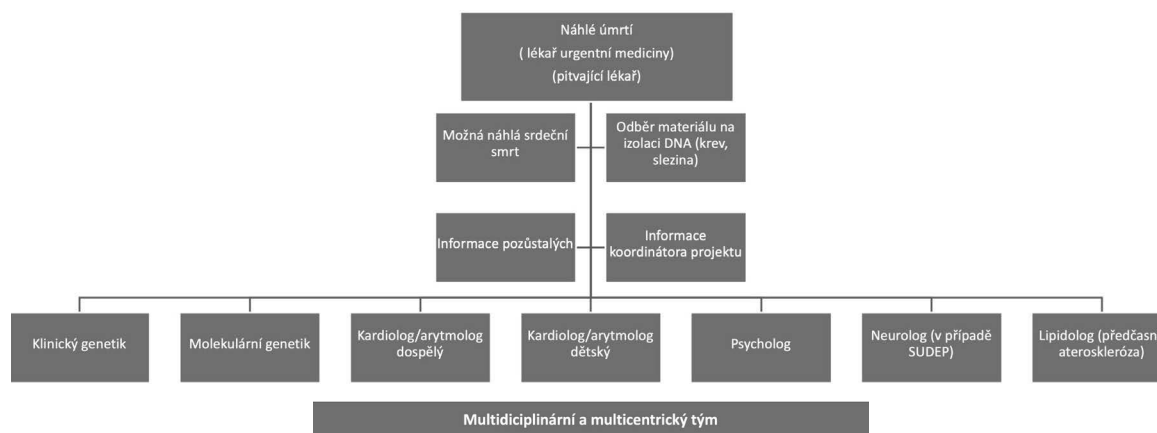 Náhlé úmrtí
( lékař urgentní mediciny)
(pitvající lékař)
Možná náhlá srdeční
smrt
Odběr materiálu na
izolaci DNA (krev,
slezina)
Informace pozůstalých
Informace
koordinátora projektu
Klinický genetik
Molekulární genetik
Kardiolog/arytmolog
dospělý
Kardiolog/arytmolog
dětský
Psycholog
Neurolog (v případě
SUDEP)
Lipidolog (předčasn
ateroskleróza)
Multidiciplinární a multicentrický tým